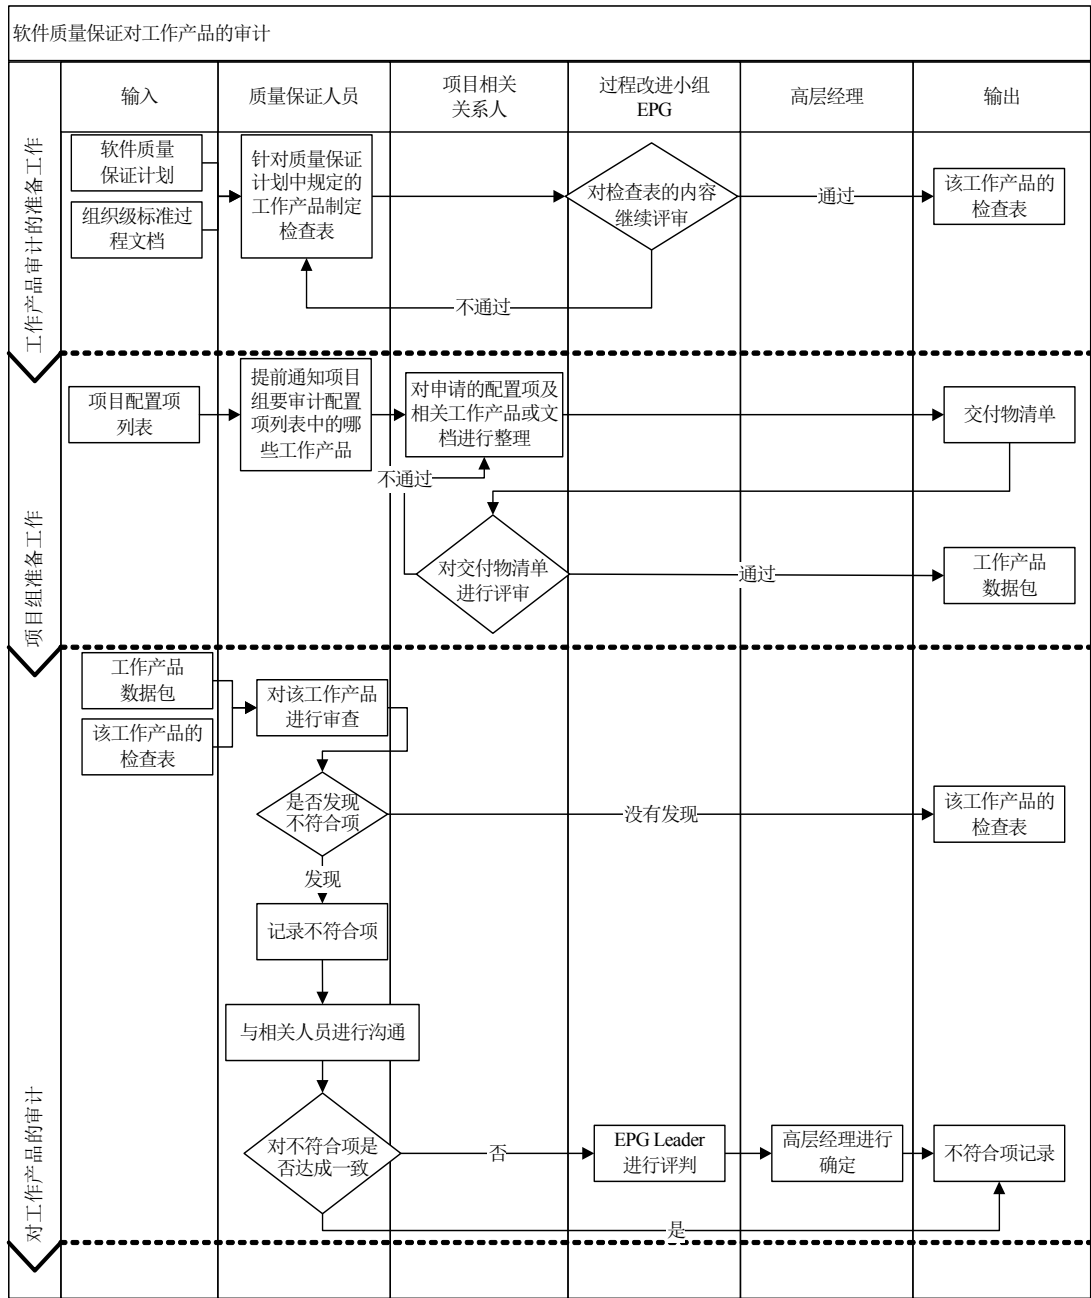 软件质量保证对工作产品的审计
输入
质量保证人员
项目相关
关系人
过程改进小组
EPG
高层经理
输出
工作产品审计的准备工作
软件质量
保证计划
组织级标准过
程文档
针对质量保证
计划中规定的
工作产品制定
检查表
对检查表的内容
继续评审
通过
该工作产品的
检查表
不通过
项目组准备工作
项目配置项
列表
提前通知项目
组要审计配置
项列表中的哪
些工作产品
对申请的配置项及
相关工作产品或文
档进行整理
交付物清单
不通过
对交付物清单
进行评审
通过
工作产品
数据包
对工作产品的审计
工作产品
数据包
该工作产品的
检查表
对该工作产品
进行审查
是否发现
不符合项
没有发现
该工作产品的
检查表
发现
记录不符合项
与相关人员进行沟通
对不符合项是
否达成一致
否
EPG Leader
进行评判
高层经理进行
确定
不符合项记录
是